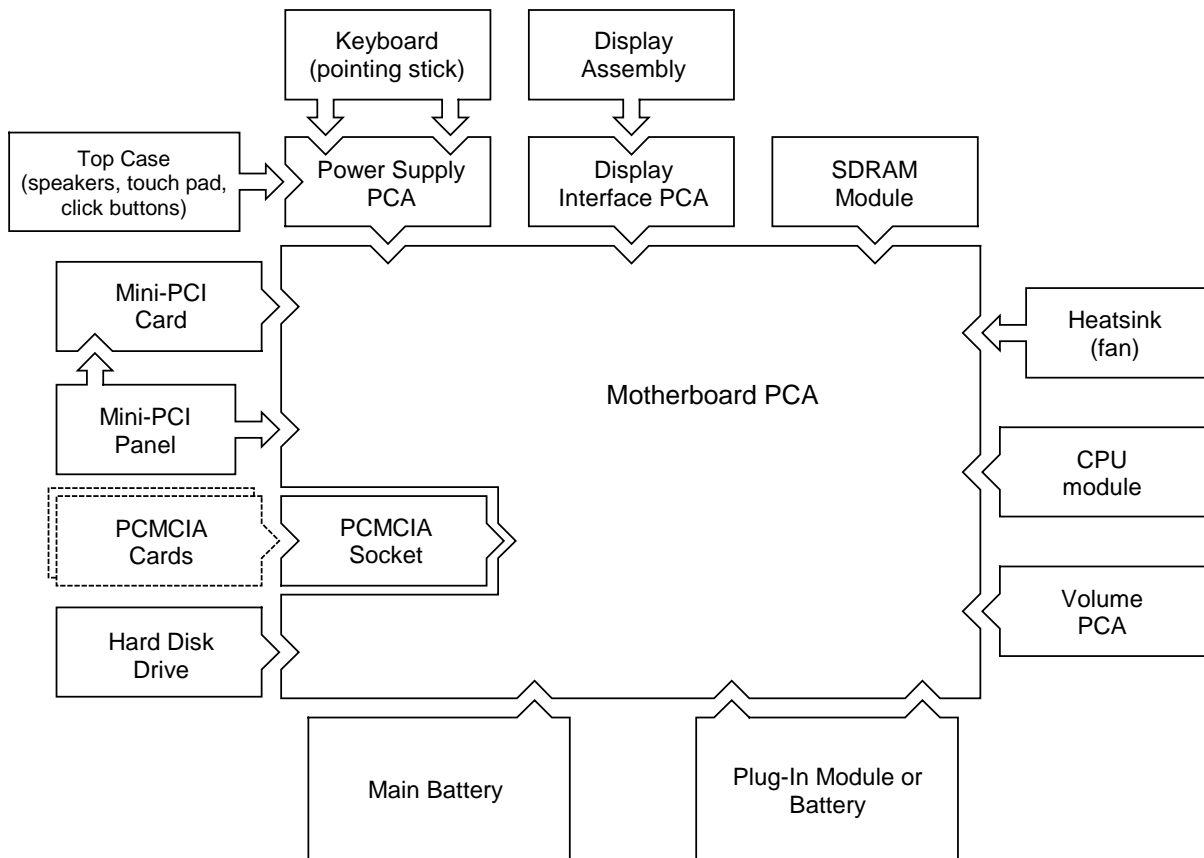 Keyboard
(pointing stick)
Display
Assembly
Top Case
(speakers, touch pad,
click buttons)
Power Supply
PCA
Display
Interface PCA
SDRAM
Module
Mini-PCI
Card
Heatsink
(fan)
Motherboard PCA
Mini-PCI
Panel
CPU
module
PCMCIA
Cards
PCMCIA
Socket
Volume
PCA
Hard Disk
Drive
Main Battery
Plug-In Module or
Battery